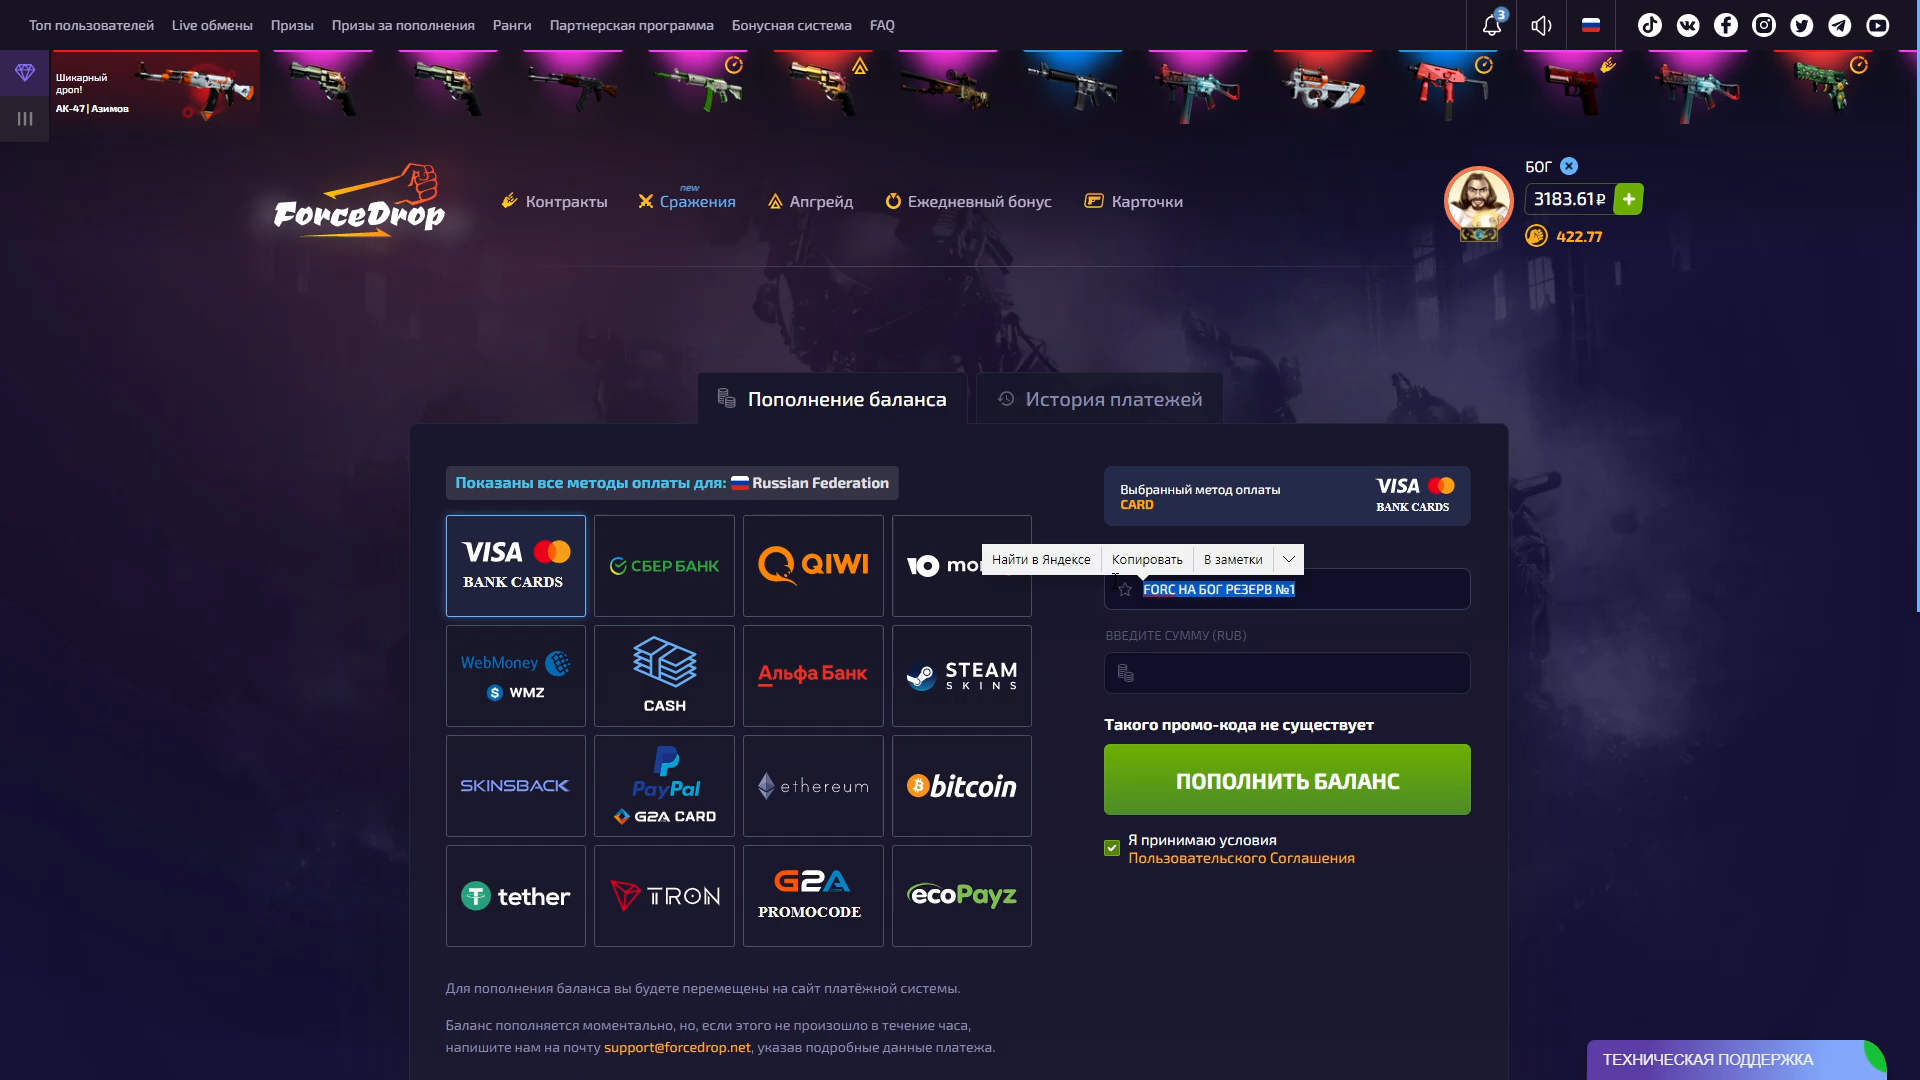 Топ пользователей Live обмены Призы Призы за пополнения Ранги Партнерская программа Бонусная система FAQ
3
Шикарный
дроп!
АК-47 | Азимов
ForceDrop
Контракты
new
Сражения
Апгрейд
Ежедневный бонус
Карточки
БОГ
3183.61₽
+
422.77
Пополнение баланса
История платежей
Показаны все методы оплаты для: Russian Federation
VISA
BANK CARDS
СБЕР БАНК
QIWI
WebMoney
WMZ
CASH
Альфа Банк
STEAM
SKINS
SKINSBACK
PayPal
G2A CARD
ethereum
bitcoin
tether
TRON
G2A
PROMOCODE
ecoPayz
Для пополнения баланса вы будете перемещены на сайт платёжной системы.
Баланс пополняется моментально, но, если этого не произошло в течение часа,
напишите нам на почту support@forcedrop.net, указав подробные данные платежа.
Выбранный метод оплаты
CARD
VISA
BANK CARDS
Найти в Яндексе Копировать В заметки
FORC НА БОГ РЕЗЕРВ №1
ВВЕДИТЕ СУММУ (RUB)
Такого промо-кода не существует
ПОПОЛНИТЬ БАЛАНС
Я принимаю условия
Пользовательского Соглашения
ТЕХНИЧЕСКАЯ ПОДДЕРЖКА